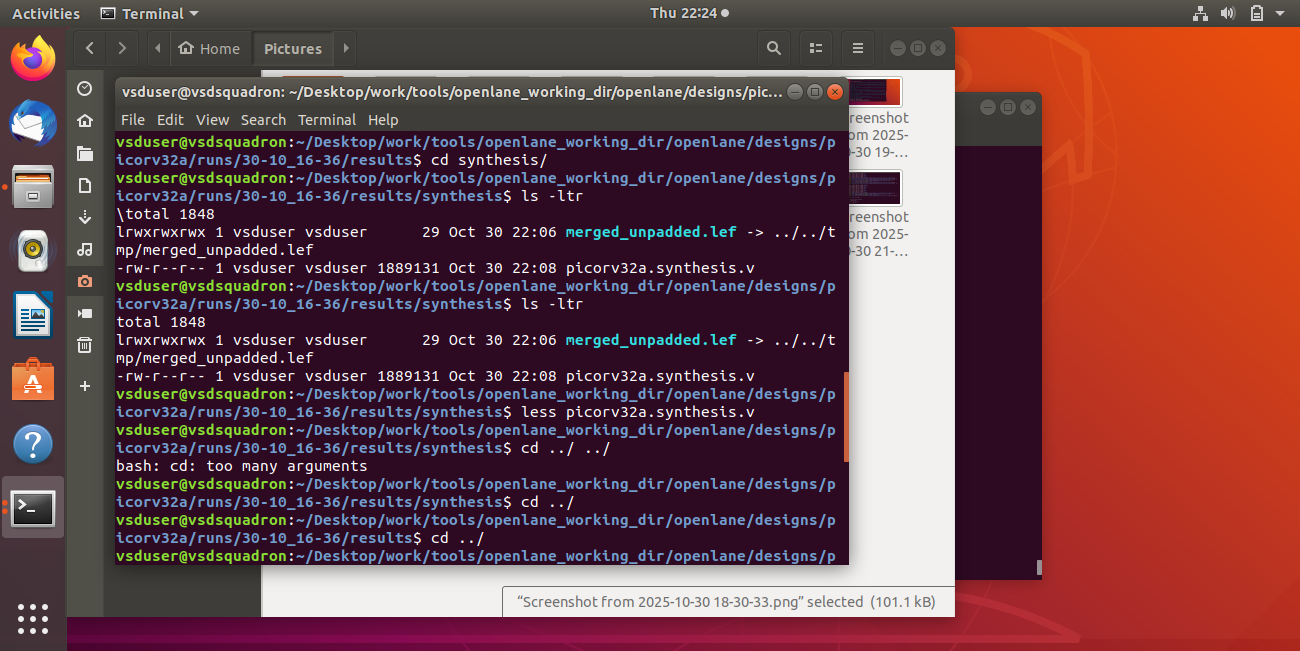 Activities Terminal Thu 22:24
Home Pictures
vsduser@vsdsquadron: ~/Desktop/work/tools/openlane_working_dir/openlane/designs/pic...
File Edit View Search Terminal Help
vsduser@vsdsquadron:~/Desktop/work/tools/openlane_working_dir/openlane/designs/p
icorv32a/runs/30-10_16-36/results$ cd synthesis/
vsduser@vsdsquadron:~/Desktop/work/tools/openlane_working_dir/openlane/designs/p
icorv32a/runs/30-10_16-36/results/synthesis$ ls -ltr
\total 1848
lrwxrwxrwx 1 vsduser vsduser      29 Oct 30 22:06 merged_unpadded.lef -> ../../t
mp/merged_unpadded.lef
-rw-r--r-- 1 vsduser vsduser 1889131 Oct 30 22:08 picorv32a.synthesis.v
vsduser@vsdsquadron:~/Desktop/work/tools/openlane_working_dir/openlane/designs/p
icorv32a/runs/30-10_16-36/results/synthesis$ ls -ltr
total 1848
lrwxrwxrwx 1 vsduser vsduser      29 Oct 30 22:06 merged_unpadded.lef -> ../../t
mp/merged_unpadded.lef
-rw-r--r-- 1 vsduser vsduser 1889131 Oct 30 22:08 picorv32a.synthesis.v
vsduser@vsdsquadron:~/Desktop/work/tools/openlane_working_dir/openlane/designs/p
icorv32a/runs/30-10_16-36/results/synthesis$ less picorv32a.synthesis.v
vsduser@vsdsquadron:~/Desktop/work/tools/openlane_working_dir/openlane/designs/p
icorv32a/runs/30-10_16-36/results/synthesis$ cd ../ ../
bash: cd: too many arguments
vsduser@vsdsquadron:~/Desktop/work/tools/openlane_working_dir/openlane/designs/p
icorv32a/runs/30-10_16-36/results/synthesis$ cd ../
vsduser@vsdsquadron:~/Desktop/work/tools/openlane_working_dir/openlane/designs/p
icorv32a/runs/30-10_16-36/results$ cd ../
vsduser@vsdsquadron:~/Desktop/work/tools/openlane_working_dir/openlane/designs/p
reenshot
om 2025-
-30 19-...
reenshot
om 2025-
-30 21-...
“Screenshot from 2025-10-30 18-30-33.png” selected (101.1 kB)